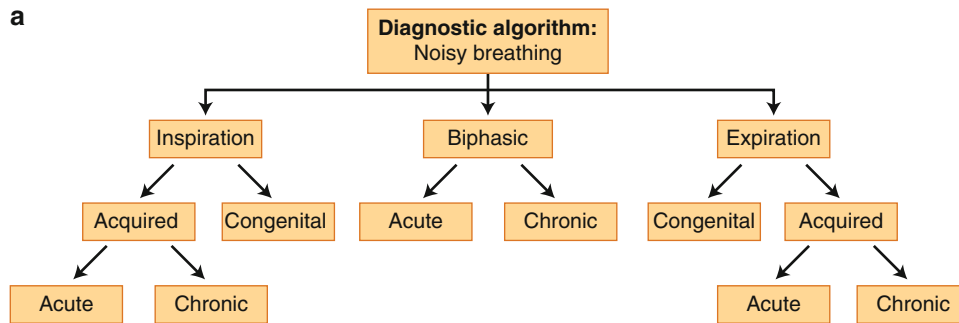 a
Diagnostic algorithm:
Noisy breathing
Inspiration
Biphasic
Expiration
Acquired
Congenital
Acute
Chronic
Congenital
Acquired
Acute
Chronic
Acute
Chronic